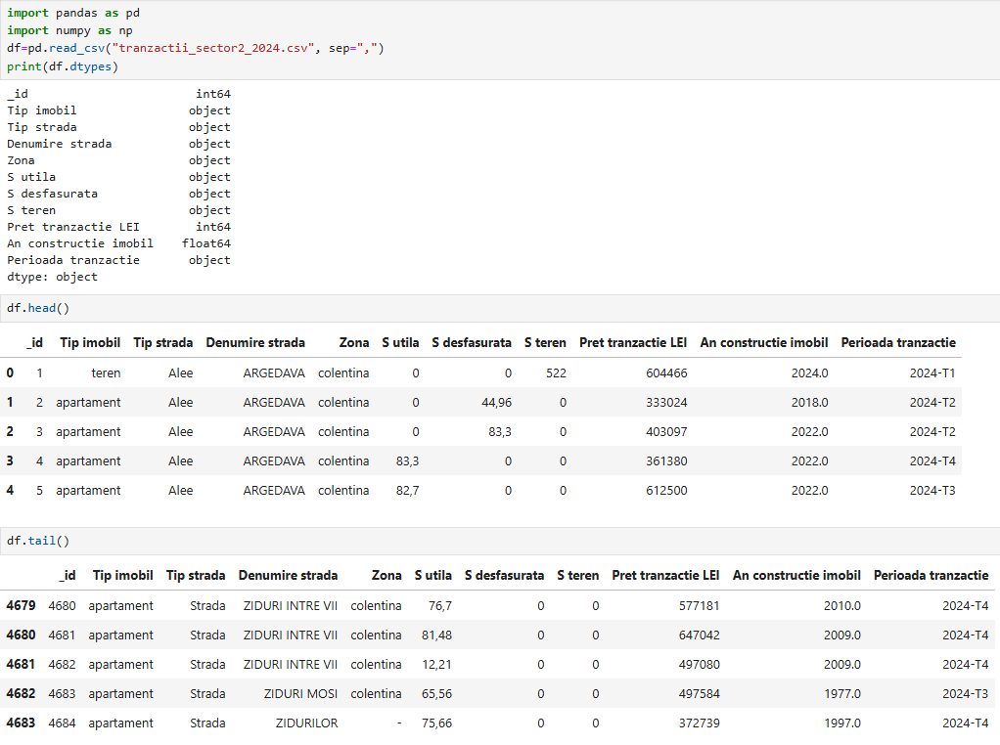 import pandas as pd
import numpy as np
df=pd.read_csv("tranzactii_sector2_2024.csv", sep=",")
print(df.dtypes)
_id int64
Tip imobil object
Tip strada object
Denumire strada object
Zona object
S utila object
S desfasurata object
S teren object
Pret tranzactie LEI int64
An constructie imobil float64
Perioada tranzactie object
dtype: object
df.head()
_id Tip imobil Tip strada Denumire strada Zona S utila S desfasurata S teren Pret tranzactie LEI An constructie imobil Perioada tranzactie
0 1 teren Alee ARGEDAVA colentina 0 0 522 604466 2024.0 2024-T1
1 2 apartament Alee ARGEDAVA colentina 0 44,96 0 333024 2018.0 2024-T2
2 3 apartament Alee ARGEDAVA colentina 0 83,3 0 403097 2022.0 2024-T2
3 4 apartament Alee ARGEDAVA colentina 83,3 0 0 361380 2022.0 2024-T4
4 5 apartament Alee ARGEDAVA colentina 82,7 0 0 612500 2022.0 2024-T3
df.tail()
_id Tip imobil Tip strada Denumire strada Zona S utila S desfasurata S teren Pret tranzactie LEI An constructie imobil Perioada tranzactie
4679 4680 apartament Strada ZIDURI INTRE VII colentina 76,7 0 0 577181 2010.0 2024-T4
4680 4681 apartament Strada ZIDURI INTRE VII colentina 81,48 0 0 647042 2009.0 2024-T4
4681 4682 apartament Strada ZIDURI INTRE VII colentina 12,21 0 0 497080 2009.0 2024-T4
4682 4683 apartament Strada ZIDURI MOSI colentina 65,56 0 0 497584 1977.0 2024-T3
4683 4684 apartament Strada ZIDURILOR - 75,66 0 0 372739 1997.0 2024-T4